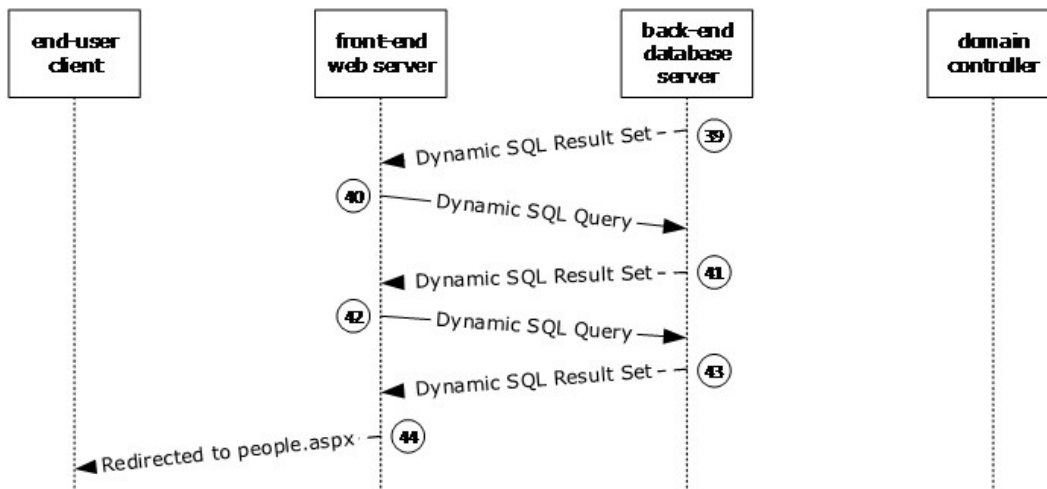 end-user
client
front-end
web server
back-end
database
server
domain
controller
Dynamic SQL Result Set
39
40
Dynamic SQL Query
Dynamic SQL Result Set
41
42
Dynamic SQL Query
Dynamic SQL Result Set
43
Redirected to people.aspx
44